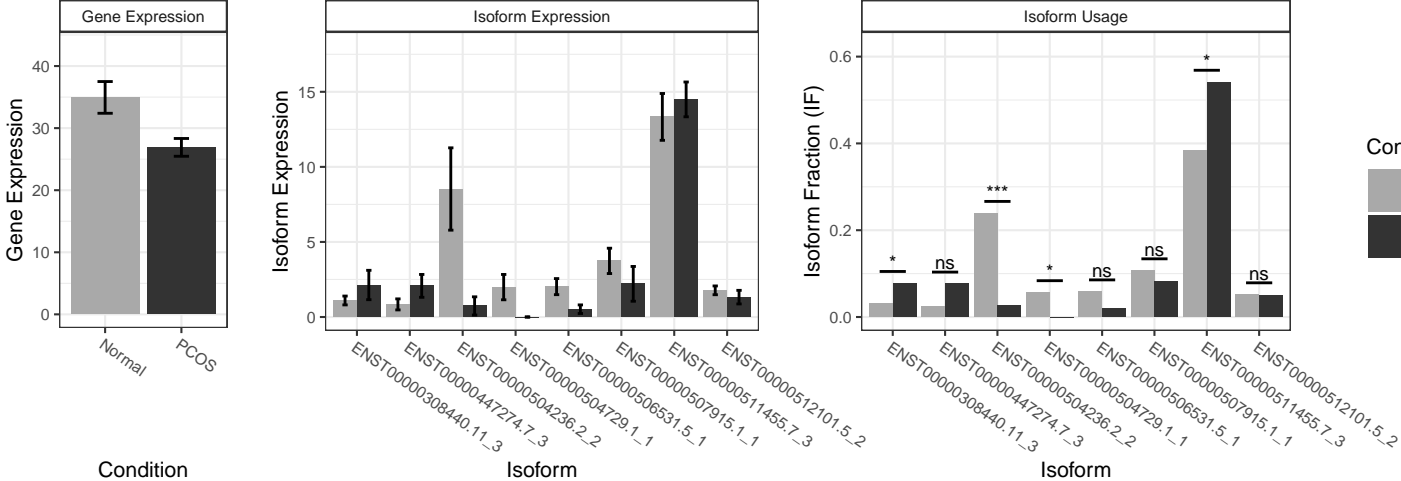 Gene Expression
Isoform Expression
Isoform Usage
Gene Expression
40
30
20
10
0
Normal
PCOS
Condition
Isoform Expression
15
10
5
0
ENST00000308440.11_3
ENST00000447274.7_3
ENST00000504236.2_2
ENST00000504729.1_1
ENST00000506531.5_1
ENST00000507915.1_1
ENST00000511455.7_3
ENST00000512101.5_2
Isoform
Isoform Fraction (IF)
0.6
0.4
0.2
0.0
*
ns
***
*
ns
ns
*
ns
ENST00000308440.11_3
ENST00000447274.7_3
ENST00000504236.2_2
ENST00000504729.1_1
ENST00000506531.5_1
ENST00000507915.1_1
ENST00000511455.7_3
ENST00000512101.5_2
Isoform
Cor